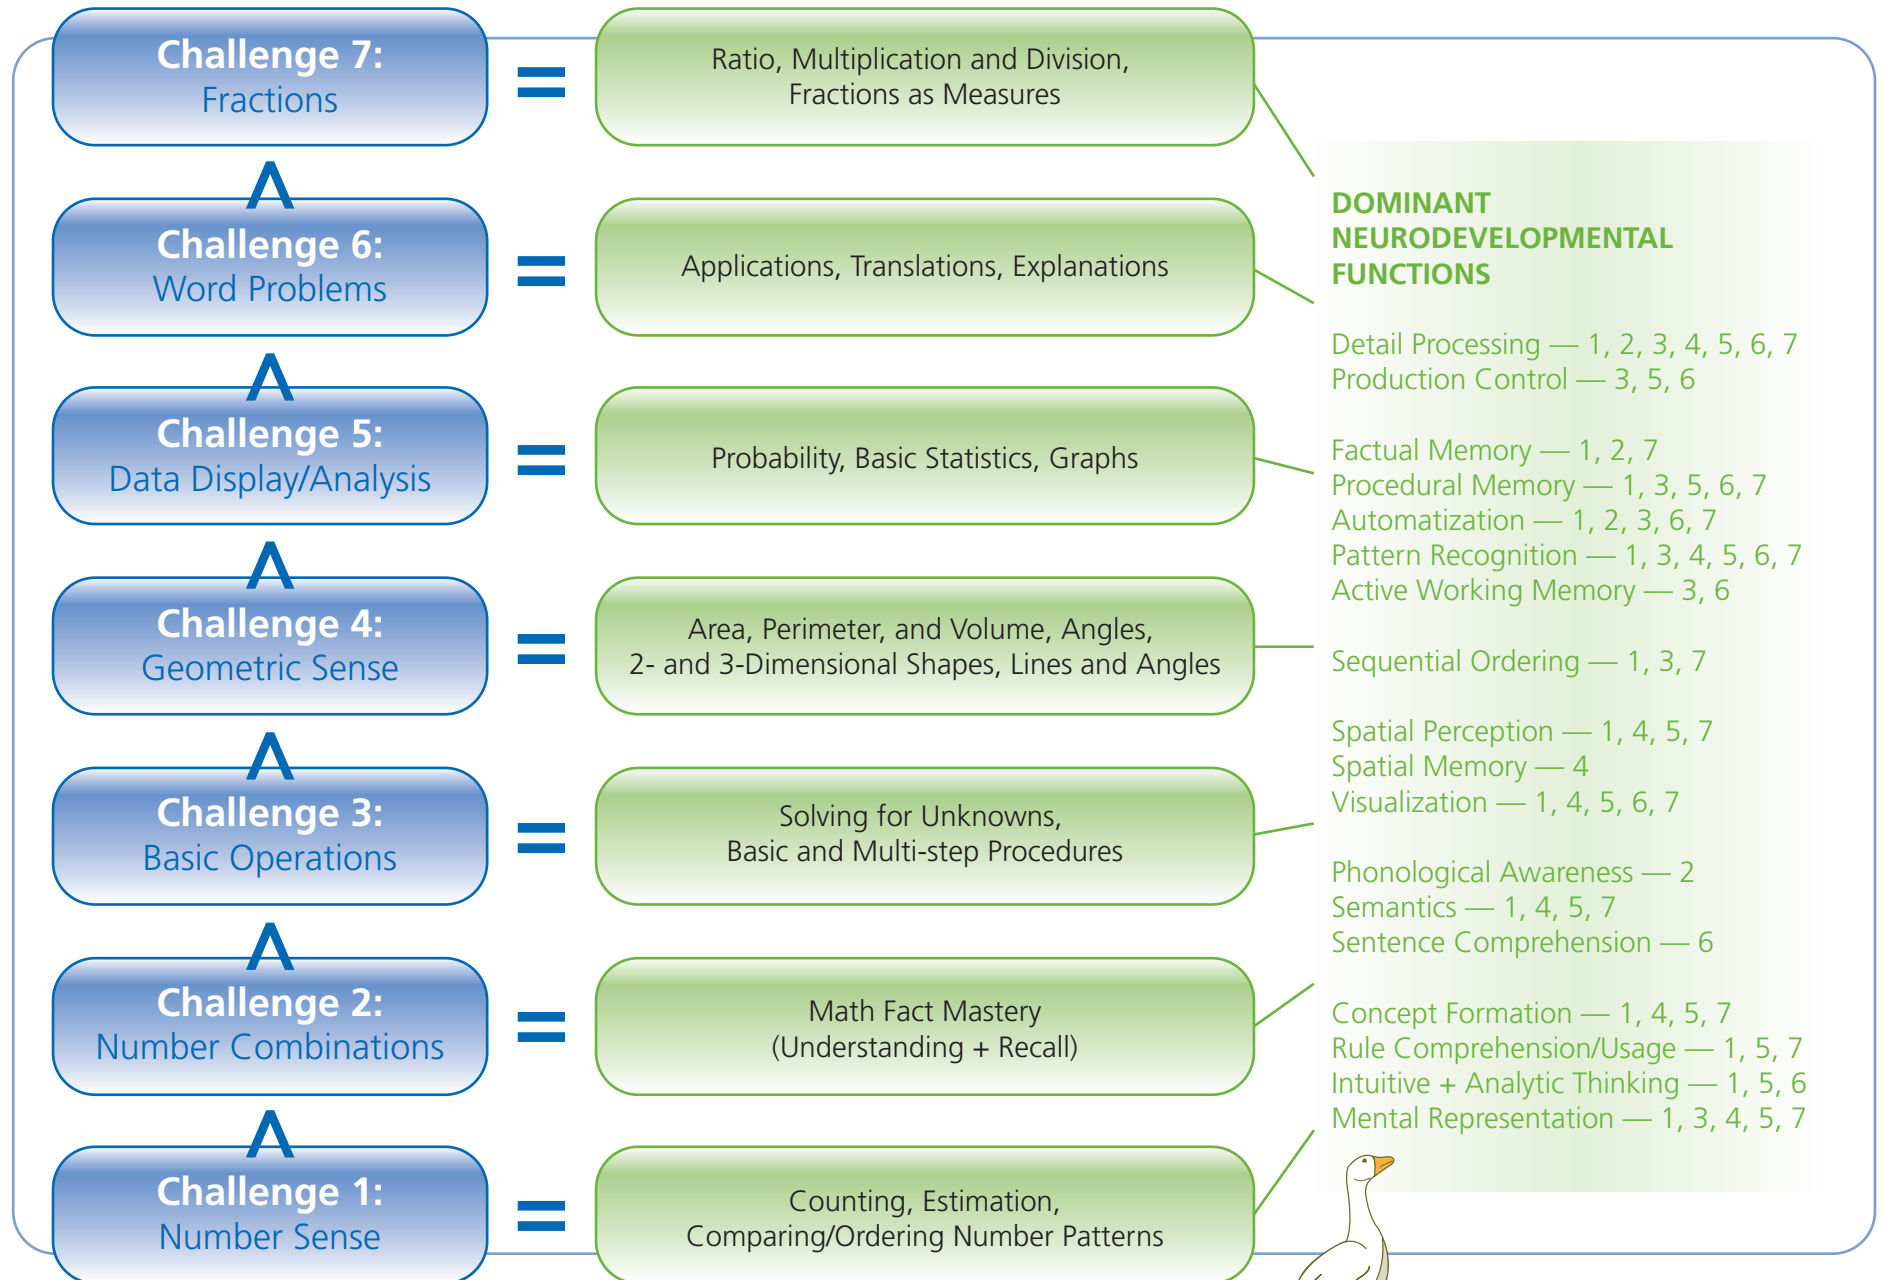 Challenge 7:
Fractions
=
Ratio, Multiplication and Division,
Fractions as Measures
Challenge 6:
Word Problems
=
Applications, Translations, Explanations
Challenge 5:
Data Display/Analysis
=
Probability, Basic Statistics, Graphs
Challenge 4:
Geometric Sense
=
Area, Perimeter, and Volume, Angles,
2- and 3-Dimensional Shapes, Lines and Angles
Challenge 3:
Basic Operations
=
Solving for Unknowns,
Basic and Multi-step Procedures
Challenge 2:
Number Combinations
=
Math Fact Mastery
(Understanding + Recall)
Challenge 1:
Number Sense
=
Counting, Estimation,
Comparing/Ordering Number Patterns
DOMINANT
NEURODEVELOPMENTAL
FUNCTIONS
Detail Processing — 1, 2, 3, 4, 5, 6, 7
Production Control — 3, 5, 6
Factual Memory — 1, 2, 7
Procedural Memory — 1, 3, 5, 6, 7
Automatization — 1, 2, 3, 6, 7
Pattern Recognition — 1, 3, 4, 5, 6, 7
Active Working Memory — 3, 6
Sequential Ordering — 1, 3, 7
Spatial Perception — 1, 4, 5, 7
Spatial Memory — 4
Visualization — 1, 4, 5, 6, 7
Phonological Awareness — 2
Semantics — 1, 4, 5, 7
Sentence Comprehension — 6
Concept Formation — 1, 4, 5, 7
Rule Comprehension/Usage — 1, 5, 7
Intuitive + Analytic Thinking — 1, 5, 6
Mental Representation — 1, 3, 4, 5, 7